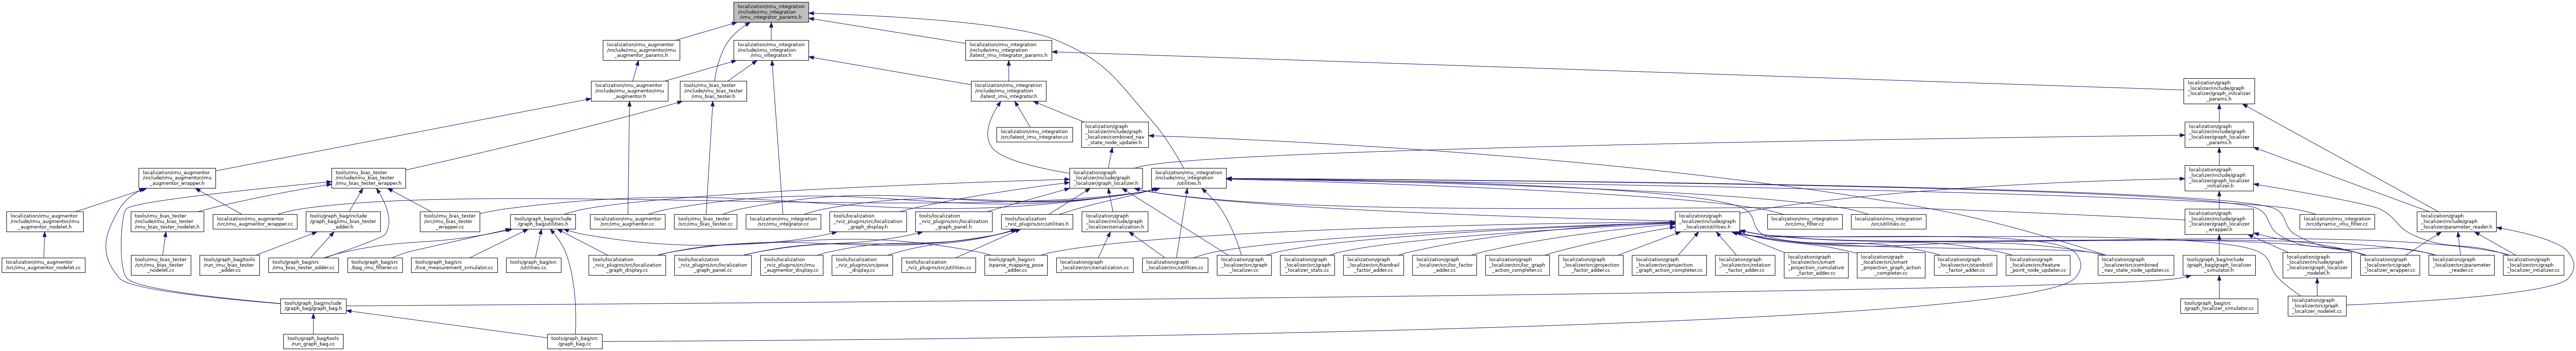 localization/imu_integration
/include/imu_integration
/imu_integrator_params.h
localization/imu_augmentor
/include/imu_augmentor/imu
_augmentor_params.h
localization/imu_integration
/include/imu_integration
/imu_integrator.h
localization/imu_integration
/include/imu_integration
/latest_imu_integrator_params.h
localization/imu_augmentor
/include/imu_augmentor/imu
_augmentor.h
tools/imu_bias_tester
/include/imu_bias_tester
/imu_bias_tester.h
localization/imu_integration
/include/imu_integration
/latest_imu_integrator.h
localization/graph
_localizer/include/graph
_localizer/graph_initializer
_params.h
localization/imu_integration
/src/latest_imu_integrator.cc
localization/graph
_localizer/include/graph
_localizer/combined_nav
_state_node_updater.h
localization/graph
_localizer/include/graph
_localizer/graph_localizer
_params.h
localization/imu_augmentor
/include/imu_augmentor/imu
_augmentor_wrapper.h
tools/imu_bias_tester
/include/imu_bias_tester
/imu_bias_tester_wrapper.h
localization/graph
_localizer/include/graph
_localizer/graph_localizer.h
localization/imu_integration
/include/imu_integration
/utilities.h
localization/graph
_localizer/include/graph
_localizer/graph_localizer
_initializer.h
localization/imu_augmentor
/include/imu_augmentor/imu
_augmentor_nodelet.h
tools/imu_bias_tester
/include/imu_bias_tester
/imu_bias_tester_nodelet.h
localization/imu_augmentor
/src/imu_augmentor_wrapper.cc
tools/graph_bag/include
/graph_bag/imu_bias_tester
_adder.h
tools/imu_bias_tester
/src/imu_bias_tester
_wrapper.cc
tools/graph_bag/include
/graph_bag/utilities.h
localization/imu_augmentor
/src/imu_augmentor.cc
tools/imu_bias_tester
/src/imu_bias_tester.cc
localization/imu_integration
/src/imu_integrator.cc
tools/localization
_rviz_plugins/src/localization
_graph_display.h
tools/localization
_rviz_plugins/src/localization
_graph_panel.h
tools/localization
_rviz_plugins/src/utilities.h
localization/graph
_localizer/include/graph
_localizer/serialization.h
localization/graph
_localizer/include/graph
_localizer/utilities.h
localization/imu_integration
/src/imu_filter.cc
localization/imu_integration
/src/utilities.cc
localization/graph
_localizer/include/graph
_localizer/graph_localizer
_wrapper.h
localization/imu_integration
/src/dynamic_imu_filter.cc
localization/graph
_localizer/include/graph
_localizer/parameter_reader.h
localization/imu_augmentor
/src/imu_augmentor_nodelet.cc
tools/imu_bias_tester
/src/imu_bias_tester
_nodelet.cc
tools/graph_bag/tools
/run_imu_bias_tester
_adder.cc
tools/graph_bag/src
/imu_bias_tester_adder.cc
tools/graph_bag/src
/bag_imu_filterer.cc
tools/graph_bag/src
/live_measurement_simulator.cc
tools/graph_bag/src
/utilities.cc
tools/localization
_rviz_plugins/src/localization
_graph_display.cc
tools/localization
_rviz_plugins/src/localization
_graph_panel.cc
tools/localization
_rviz_plugins/src/imu
_augmentor_display.cc
tools/localization
_rviz_plugins/src/pose
_display.cc
tools/localization
_rviz_plugins/src/utilities.cc
tools/graph_bag/src
/sparse_mapping_pose
_adder.cc
localization/graph
_localizer/src/serialization.cc
localization/graph
_localizer/src/utilities.cc
localization/graph
_localizer/src/graph
_localizer.cc
localization/graph
_localizer/src/graph
_localizer_stats.cc
localization/graph
_localizer/src/handrail
_factor_adder.cc
localization/graph
_localizer/src/loc_factor
_adder.cc
localization/graph
_localizer/src/loc_graph
_action_completer.cc
localization/graph
_localizer/src/projection
_factor_adder.cc
localization/graph
_localizer/src/projection
_graph_action_completer.cc
localization/graph
_localizer/src/rotation
_factor_adder.cc
localization/graph
_localizer/src/smart
_projection_cumulative
_factor_adder.cc
localization/graph
_localizer/src/smart
_projection_graph_action
_completer.cc
localization/graph
_localizer/src/standstill
_factor_adder.cc
localization/graph
_localizer/src/feature
_point_node_updater.cc
localization/graph
_localizer/src/combined
_nav_state_node_updater.cc
tools/graph_bag/include
/graph_bag/graph_localizer
_simulator.h
localization/graph
_localizer/include/graph
_localizer/graph_localizer
_nodelet.h
localization/graph
_localizer/src/graph
_localizer_wrapper.cc
localization/graph
_localizer/src/parameter
_reader.cc
localization/graph
_localizer/src/graph
_localizer_initializer.cc
tools/graph_bag/include
/graph_bag/graph_bag.h
tools/graph_bag/src
/graph_localizer_simulator.cc
localization/graph
_localizer/src/graph
_localizer_nodelet.cc
tools/graph_bag/tools
/run_graph_bag.cc
tools/graph_bag/src
/graph_bag.cc